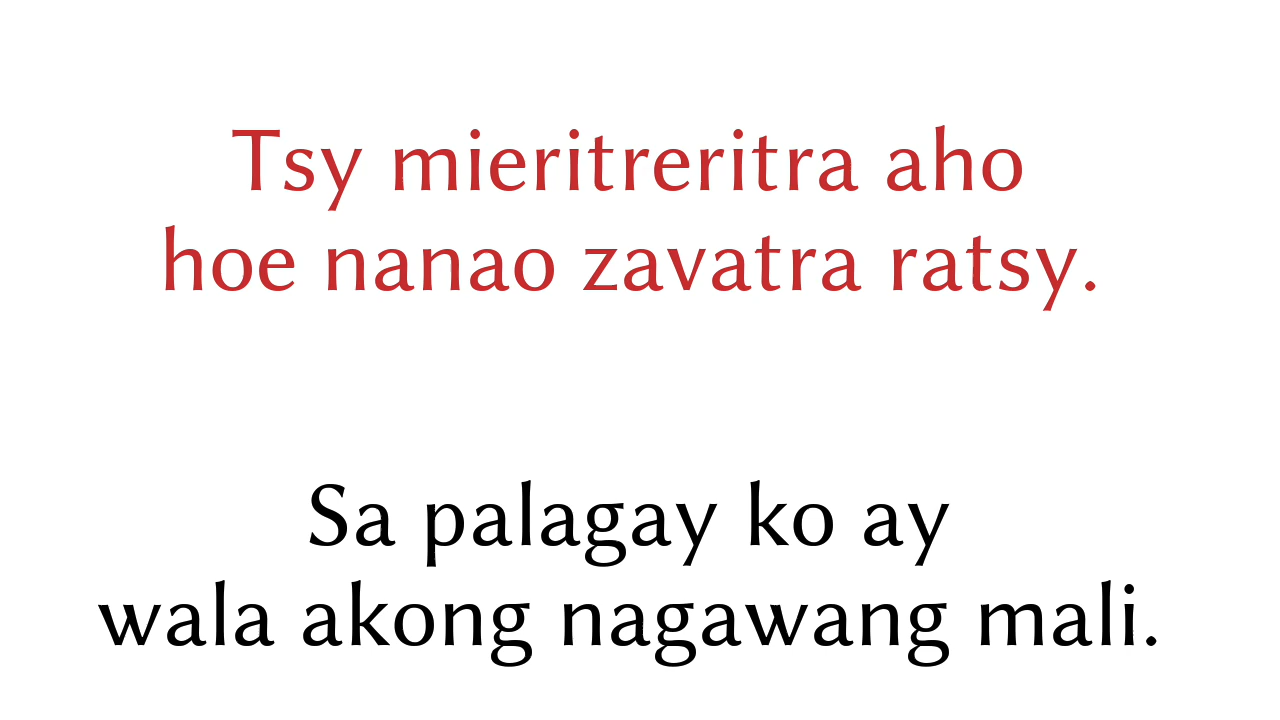 Tsy mieritreritra aho
hoe nanao zavatra ratsy.
Sa palagay ko ay
wala akong nagawang mali.